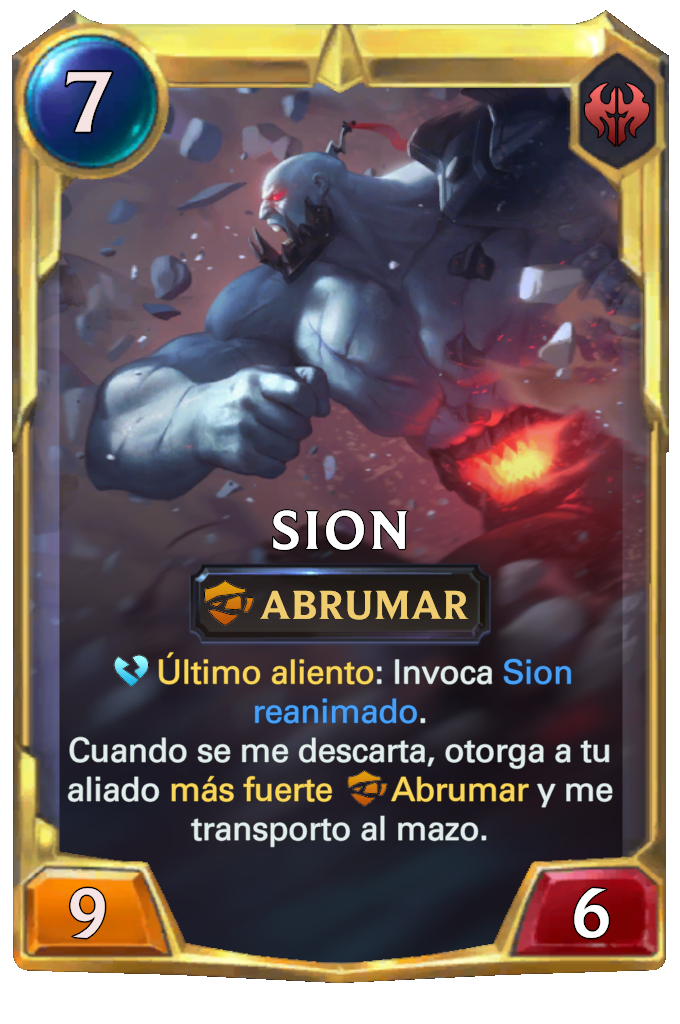 7
SION
ABRUMAR
Último aliento: Invoca Sion
reanimado.
Cuando se me descarta, otorga a tu
aliado más fuerte Abrumar y me
transporto al mazo.
9
6